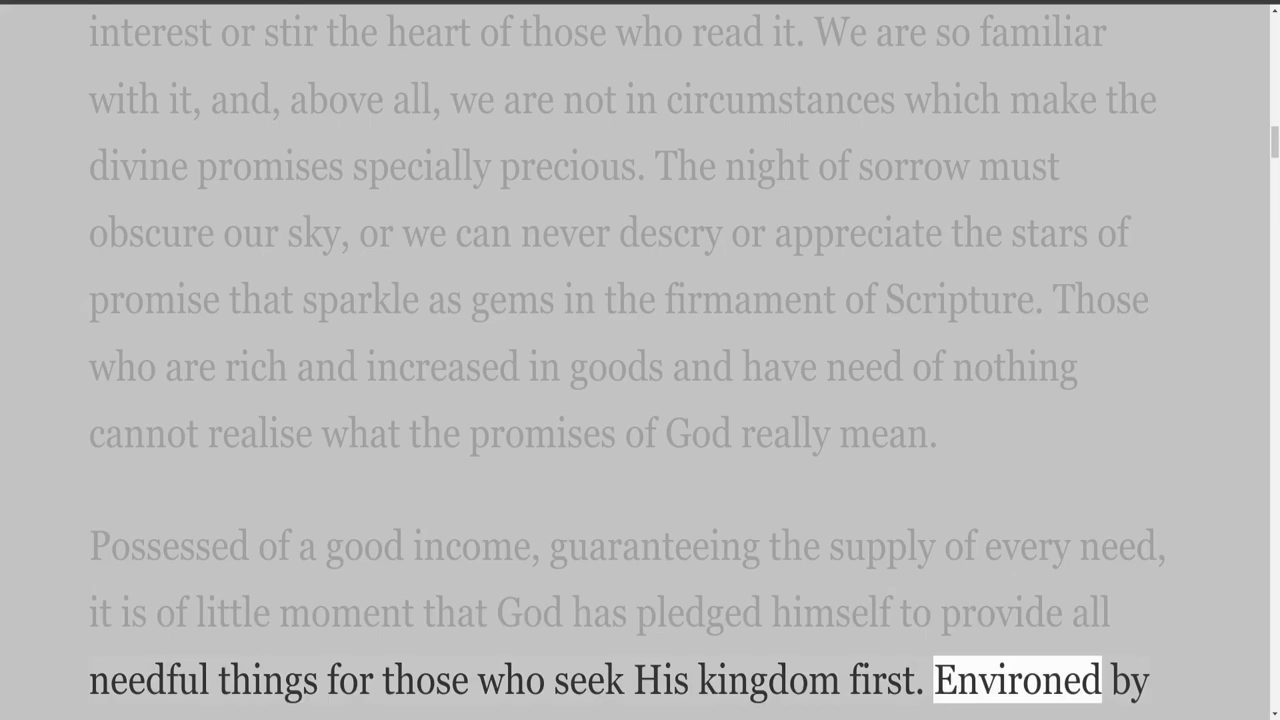 interest or stir the heart of those who read it. We are so familiar
with it, and, above all, we are not in circumstances which make the
divine promises specially precious. The night of sorrow must
obscure our sky, or we can never descry or appreciate the stars of
promise that sparkle as gems in the firmament of Scripture. Those
who are rich and increased in goods and have need of nothing
cannot realise what the promises of God really mean.
Possessed of a good income, guaranteeing the supply of every need,
it is of little moment that God has pledged himself to provide all
needful things for those who seek His kingdom first. Environed by